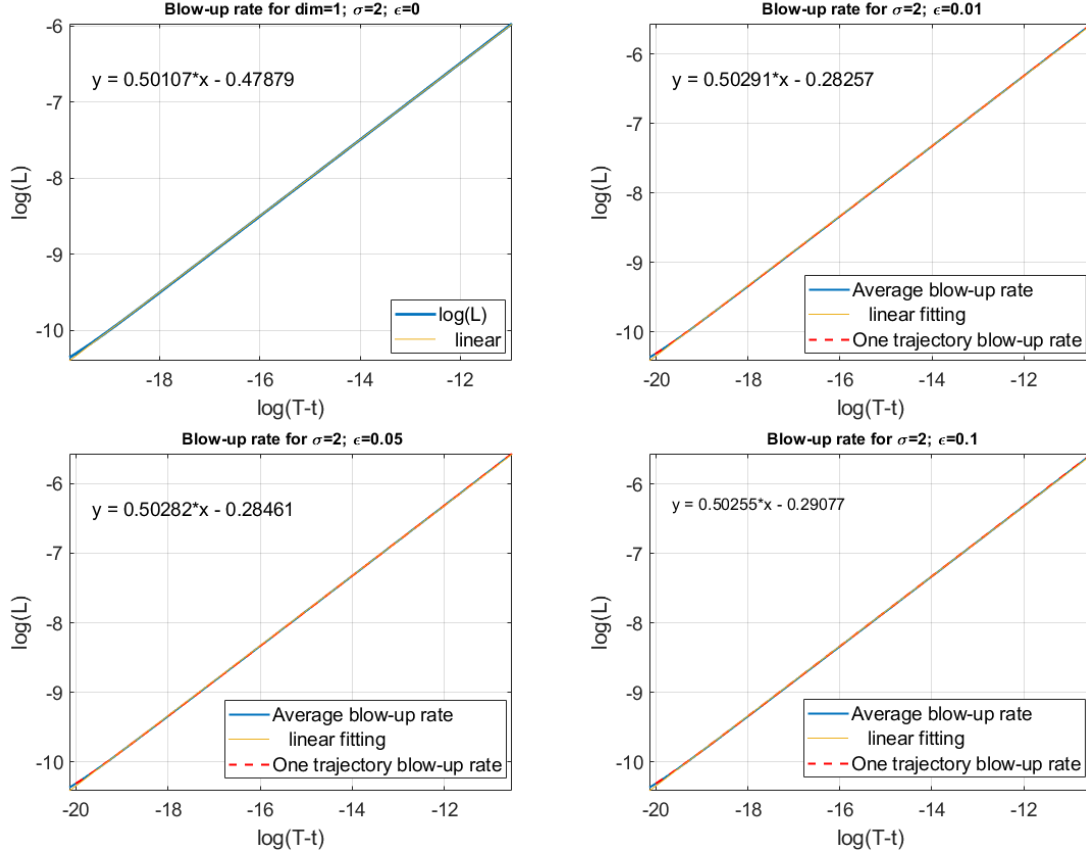 Blow-up rate for dim=1; σ=2; ϵ=0
y = 0.50107*x - 0.47879
log(L)
-6
-7
-8
-9
-10
log(L)
linear
-18
-16
-14
-12
log(T-t)
Blow-up rate for σ=2; ϵ=0.01
y = 0.50291*x - 0.28257
log(L)
-6
-7
-8
-9
-10
Average blow-up rate
linear fitting
One trajectory blow-up rate
-20
-18
-16
-14
-12
log(T-t)
Blow-up rate for σ=2; ϵ=0.05
y = 0.50282*x - 0.28461
log(L)
-6
-7
-8
-9
-10
Average blow-up rate
linear fitting
One trajectory blow-up rate
-20
-18
-16
-14
-12
log(T-t)
Blow-up rate for σ=2; ϵ=0.1
y = 0.50255*x - 0.29077
log(L)
-6
-7
-8
-9
-10
Average blow-up rate
linear fitting
One trajectory blow-up rate
-20
-18
-16
-14
-12
log(T-t)